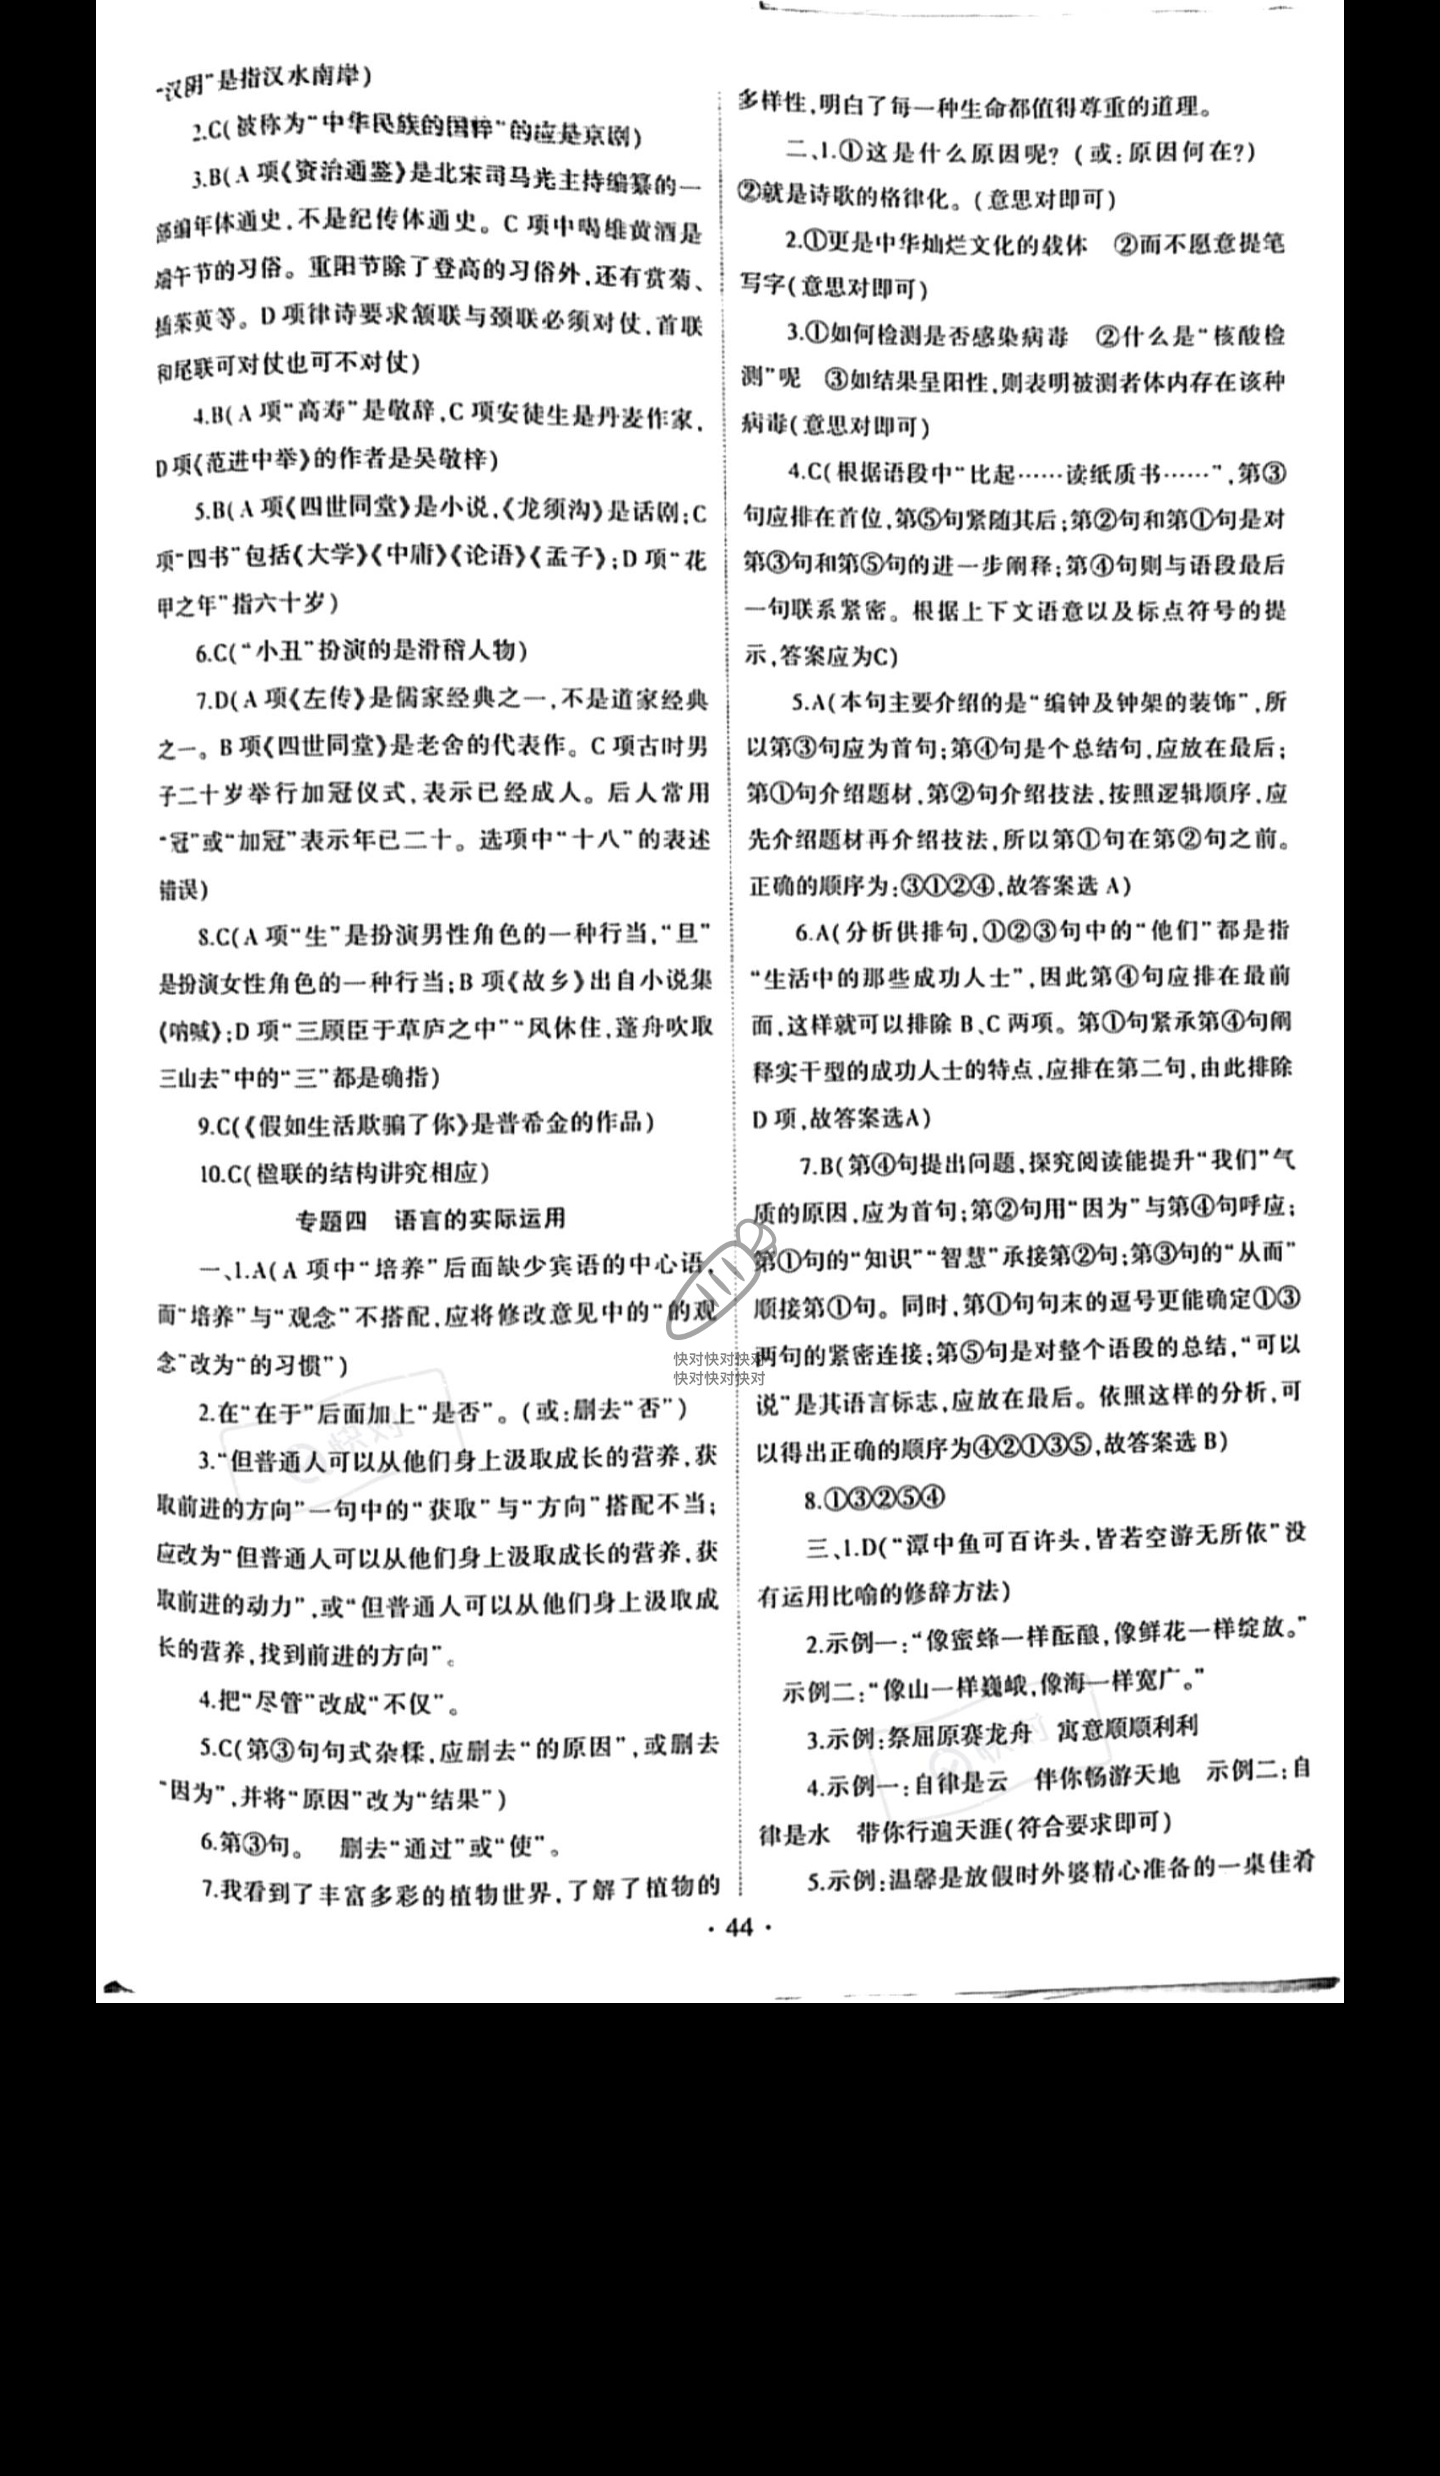 “汉阴”是指汉水南岸)
2.C(被称为“中华民族的国粹”的应是京剧)
3.B(A 项《资治通鉴》是北宋司马光主持编纂的一
部编年体通史,不是纪传体通史。C 项中喝雄黄酒是
端午节的习俗。重阳节除了登高的习俗外,还有赏菊、
插茱萸等。D 项律诗要求颔联与颈联必须对仗,首联
和尾联可对仗也可不对仗)
4.B(A 项“高寿”是敬辞,C 项安徒生是丹麦作家,
D 项《范进中举》的作者是吴敬梓)
5.B(A 项《四世同堂》是小说,《龙须沟》是话剧;C
项“四书”包括《大学》《中庸》《论语》《孟子》;D 项“花
甲之年”指六十岁)
6.C(“小丑”扮演的是滑稽人物)
7.D(A 项《左传》是儒家经典之一,不是道家经典
之一。B 项《四世同堂》是老舍的代表作。C 项古时男
子二十岁举行加冠仪式,表示已经成人。后人常用
“冠”或“加冠”表示年已二十。选项中“十八”的表述
错误)
8.C(A 项“生”是扮演男性角色的一种行当,“旦”
是扮演女性角色的一种行当;B 项《故乡》出自小说集
《呐喊》;D 项“三顾臣于草庐之中”“风休住,蓬舟吹取
三山去”中的“三”都是确指)
9.C(《假如生活欺骗了你》是普希金的作品)
10.C(楹联的结构讲究相应)
专题四 语言的实际运用
一、1.A(A 项中“培养”后面缺少宾语的中心语,
而“培养”与“观念”不搭配,应将修改意见中的“的观
念”改为“的习惯”)
2.在“在于”后面加上“是否”。(或:删去“否”)
3.“但普通人可以从他们身上汲取成长的营养,获
取前进的方向”一句中的“获取”与“方向”搭配不当;
应改为“但普通人可以从他们身上汲取成长的营养,获
取前进的动力”,或“但普通人可以从他们身上汲取成
长的营养,找到前进的方向”。
4.把“尽管”改成“不仅”。
5.C(第③句句式杂糅,应删去“的原因”,或删去
“因为”,并将“原因”改为“结果”)
6.第③句。 删去“通过”或“使”。
7.我看到了丰富多彩的植物世界,了解了植物的
多样性,明白了每一种生命都值得尊重的道理。
二、1.①这是什么原因呢?(或:原因何在?)
②就是诗歌的格律化。(意思对即可)
2.①更是中华灿烂文化的载体 ②而不愿意提笔
写字(意思对即可)
3.①如何检测是否感染病毒 ②什么是“核酸检
测”呢 ③如结果呈阳性,则表明被测者体内存在该种
病毒(意思对即可)
4.C(根据语段中“比起……读纸质书……”,第③
句应排在首位,第⑤句紧随其后;第②句和第①句是对
第③句和第⑤句的进一步阐释;第④句则与语段最后
一句联系紧密。根据上下文语意以及标点符号的提
示,答案应为C)
5.A(本句主要介绍的是“编钟及钟架的装饰”,所
以第③句应为首句;第④句是个总结句,应放在最后;
第①句介绍题材,第②句介绍技法,按照逻辑顺序,应
先介绍题材再介绍技法,所以第①句在第②句之前。
正确的顺序为:③①②④,故答案选 A)
6.A(分析供排句,①②③句中的“他们”都是指
“生活中的那些成功人士”,因此第④句应排在最前
面,这样就可以排除 B、C 两项。第①句紧承第④句阐
释实干型的成功人士的特点,应排在第二句,由此排除
D 项,故答案选A)
7.B(第④句提出问题,探究阅读能提升“我们”气
质的原因,应为首句;第②句用“因为”与第④句呼应;
第①句的“知识”“智慧”承接第②句;第③句的“从而”
顺接第①句。同时,第①句句末的逗号更能确定①③
两句的紧密连接;第⑤句是对整个语段的总结,“可以
说”是其语言标志,应放在最后。依照这样的分析,可
以得出正确的顺序为④②①③⑤,故答案选 B)
8.①③②⑤④
三、1.D(“潭中鱼可百许头,皆若空游无所依”没
有运用比喻的修辞方法)
2.示例一:“像蜜蜂一样酝酿,像鲜花一样绽放。”
示例二:“像山一样巍峨,像海一样宽广。”
3.示例:祭屈原赛龙舟 寓意顺顺利利
4.示例一:自律是云 伴你畅游天地 示例二:自
律是水 带你行遍天涯(符合要求即可)
5.示例:温馨是放假时外婆精心准备的一桌佳肴
· 44 ·
快对快对快对
快对快对快对